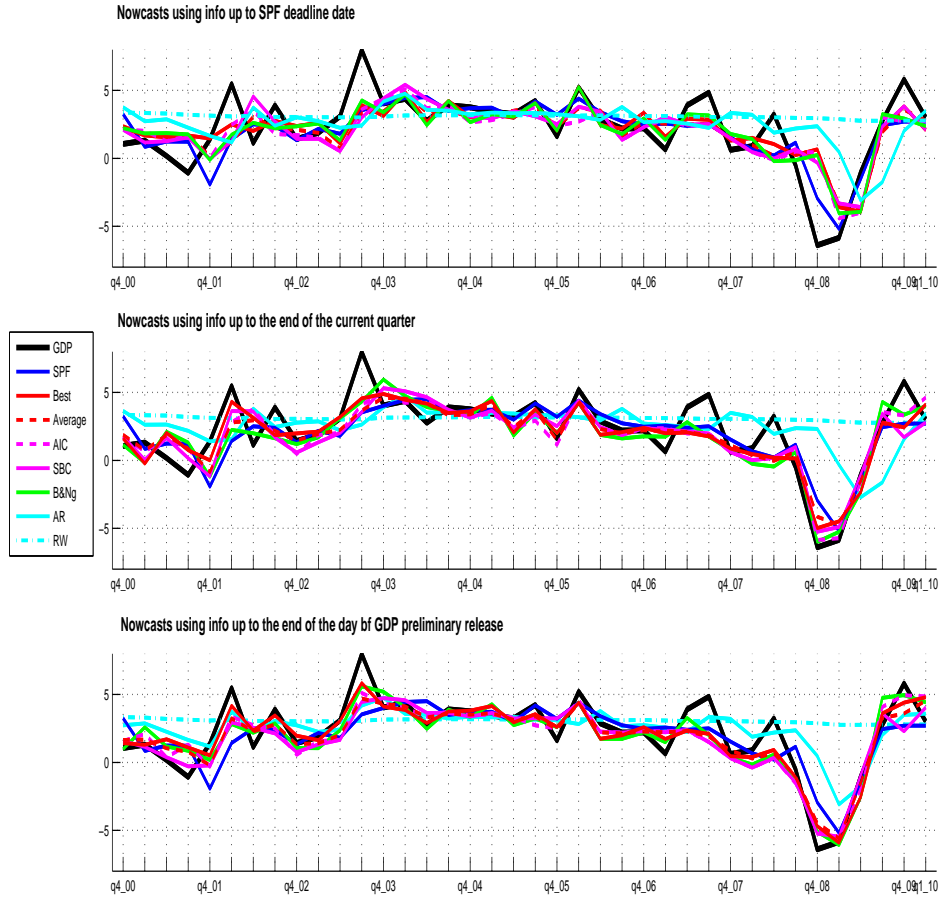 Nowcasts using info up to SPF deadline date
5
0
−5
q4_00 q4_01 q4_02 q4_03 q4_04 q4_05 q4_06 q4_07 q4_08 q4_09 q1_10
Nowcasts using info up to the end of the current quarter
GDP
SPF
Best
Average
AIC
SBC
B&Ng
AR
RW
5
0
−5
q4_00 q4_01 q4_02 q4_03 q4_04 q4_05 q4_06 q4_07 q4_08 q4_09 q1_10
Nowcasts using info up to the end of the day bf GDP preliminary release
5
0
−5
q4_00 q4_01 q4_02 q4_03 q4_04 q4_05 q4_06 q4_07 q4_08 q4_09 q1_10